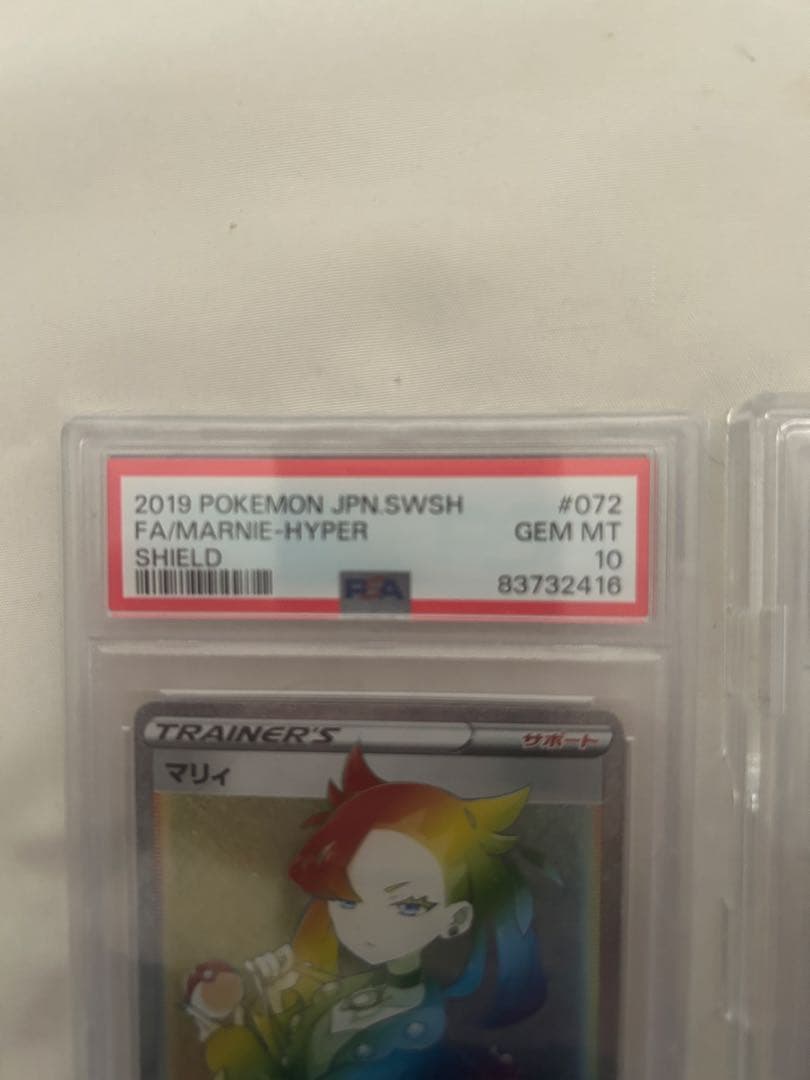 2019 POKEMON JPN.SWSH #072
FA/MARNIE-HYPER GEM MT
SHIELD 10
PSA 83732416
TRAINER'S サポート
マリィ